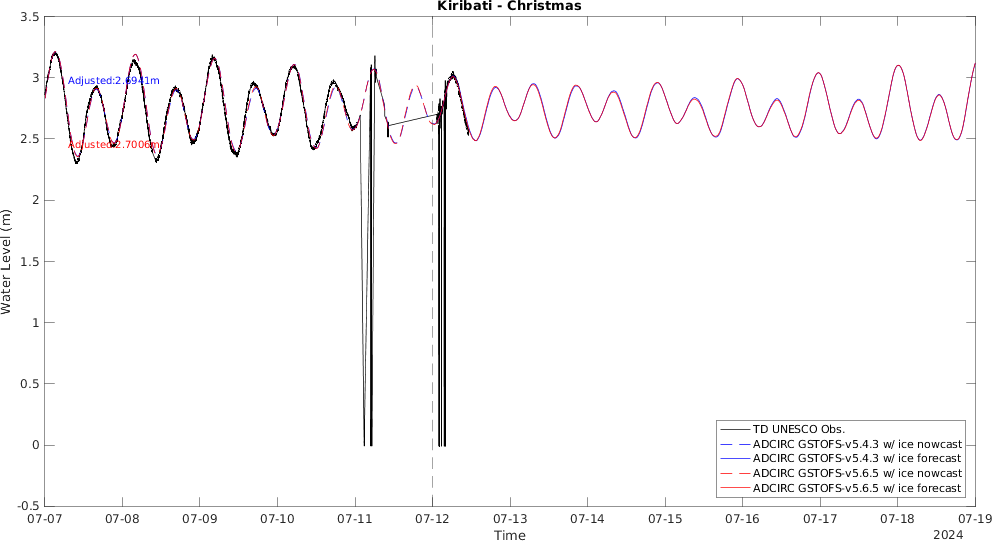 Kiribati - Christmas
3.5
3
2.5
2
1.5
1
0.5
0
-0.5
Water Level (m)
Adjusted:2.6941m
Adjusted:2.7006m
TD UNESCO Obs.
ADCIRC GSTOFS-v5.4.3 w/ ice nowcast
ADCIRC GSTOFS-v5.4.3 w/ ice forecast
ADCIRC GSTOFS-v5.6.5 w/ ice nowcast
ADCIRC GSTOFS-v5.6.5 w/ ice forecast
07-07 07-08 07-09 07-10 07-11 07-12 07-13 07-14 07-15 07-16 07-17 07-18 07-19
Time
2024